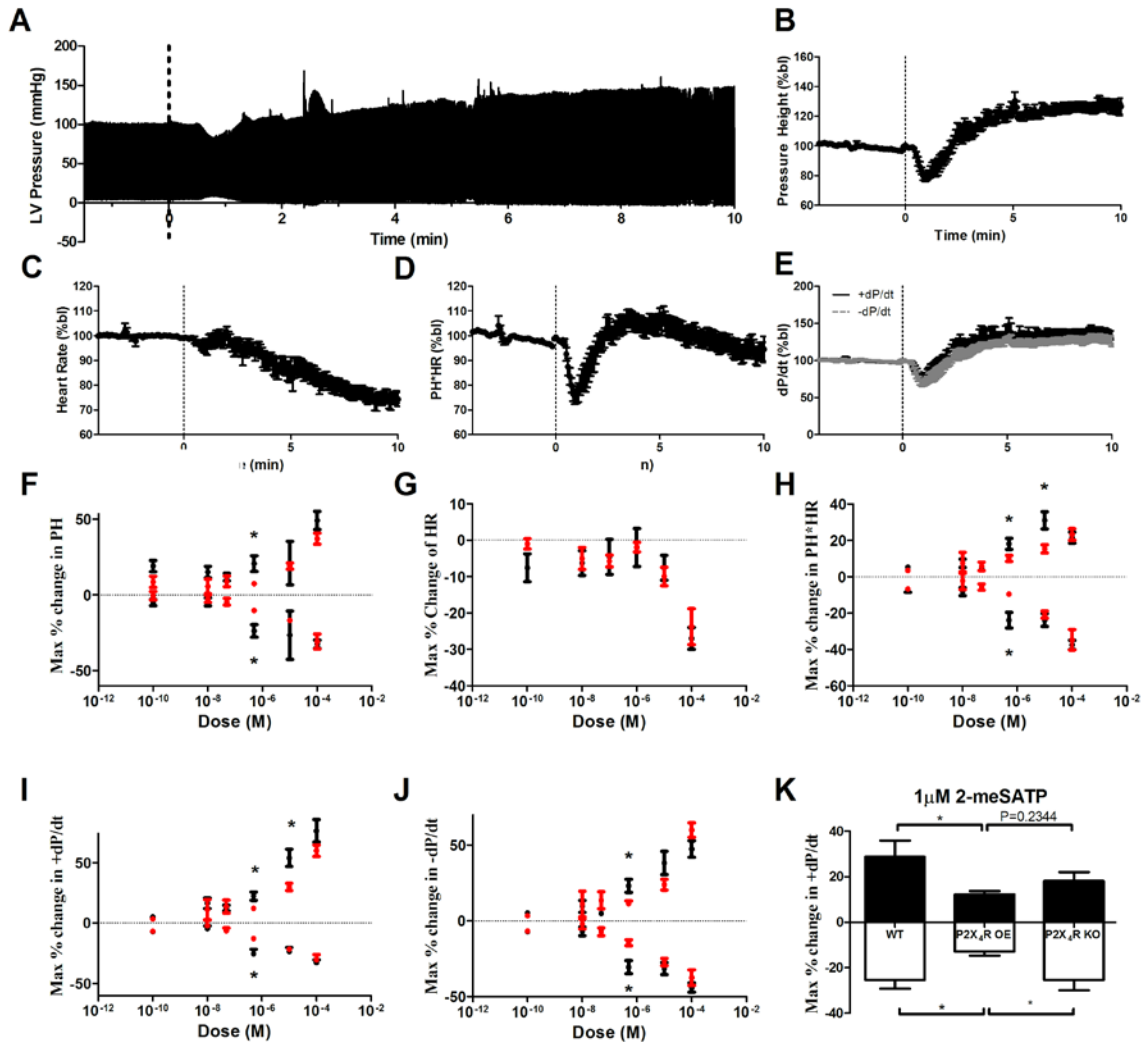 A
200
150
100
50
0
-50
LV Pressure (mmHg)
0
2
4
6
8
10
Time (min)
B
160
140
120
100
80
60
Pressure Height (%bl)
0
5
10
Time (min)
C
120
110
100
90
80
70
60
Heart Rate (%bl)
0
5
10
(min)
D
120
110
100
90
80
70
60
PH*HR (%bl)
0
5
10
n)
E
200
150
100
50
0
dP/dt (%bl)
+dP/dt
-dP/dt
0
5
10
F
50
0
-50
Max % change in PH
* *
10-12 10-10 10-8 10-6 10-4 10-2
Dose (M)
G
10
0
-10
-20
-30
-40
Max % Change of HR
10-12 10-10 10-8 10-6 10-4 10-2
Dose (M)
H
40
20
0
-20
-40
-60
Max % change in PH*HR
* * *
10-12 10-10 10-8 10-6 10-4 10-2
Dose (M)
I
50
0
-50
Max % change in +dP/dt
* * *
10-12 10-10 10-8 10-6 10-4 10-2
Dose (M)
J
50
0
-50
Max % change in -dP/dt
* *
10-12 10-10 10-8 10-6 10-4 10-2
Dose (M)
K
1μM 2-meSATP
* P=0.2344
40
20
0
-20
-40
Max % change in +dP/dt
WT P2X4R OE P2X4R KO
* *